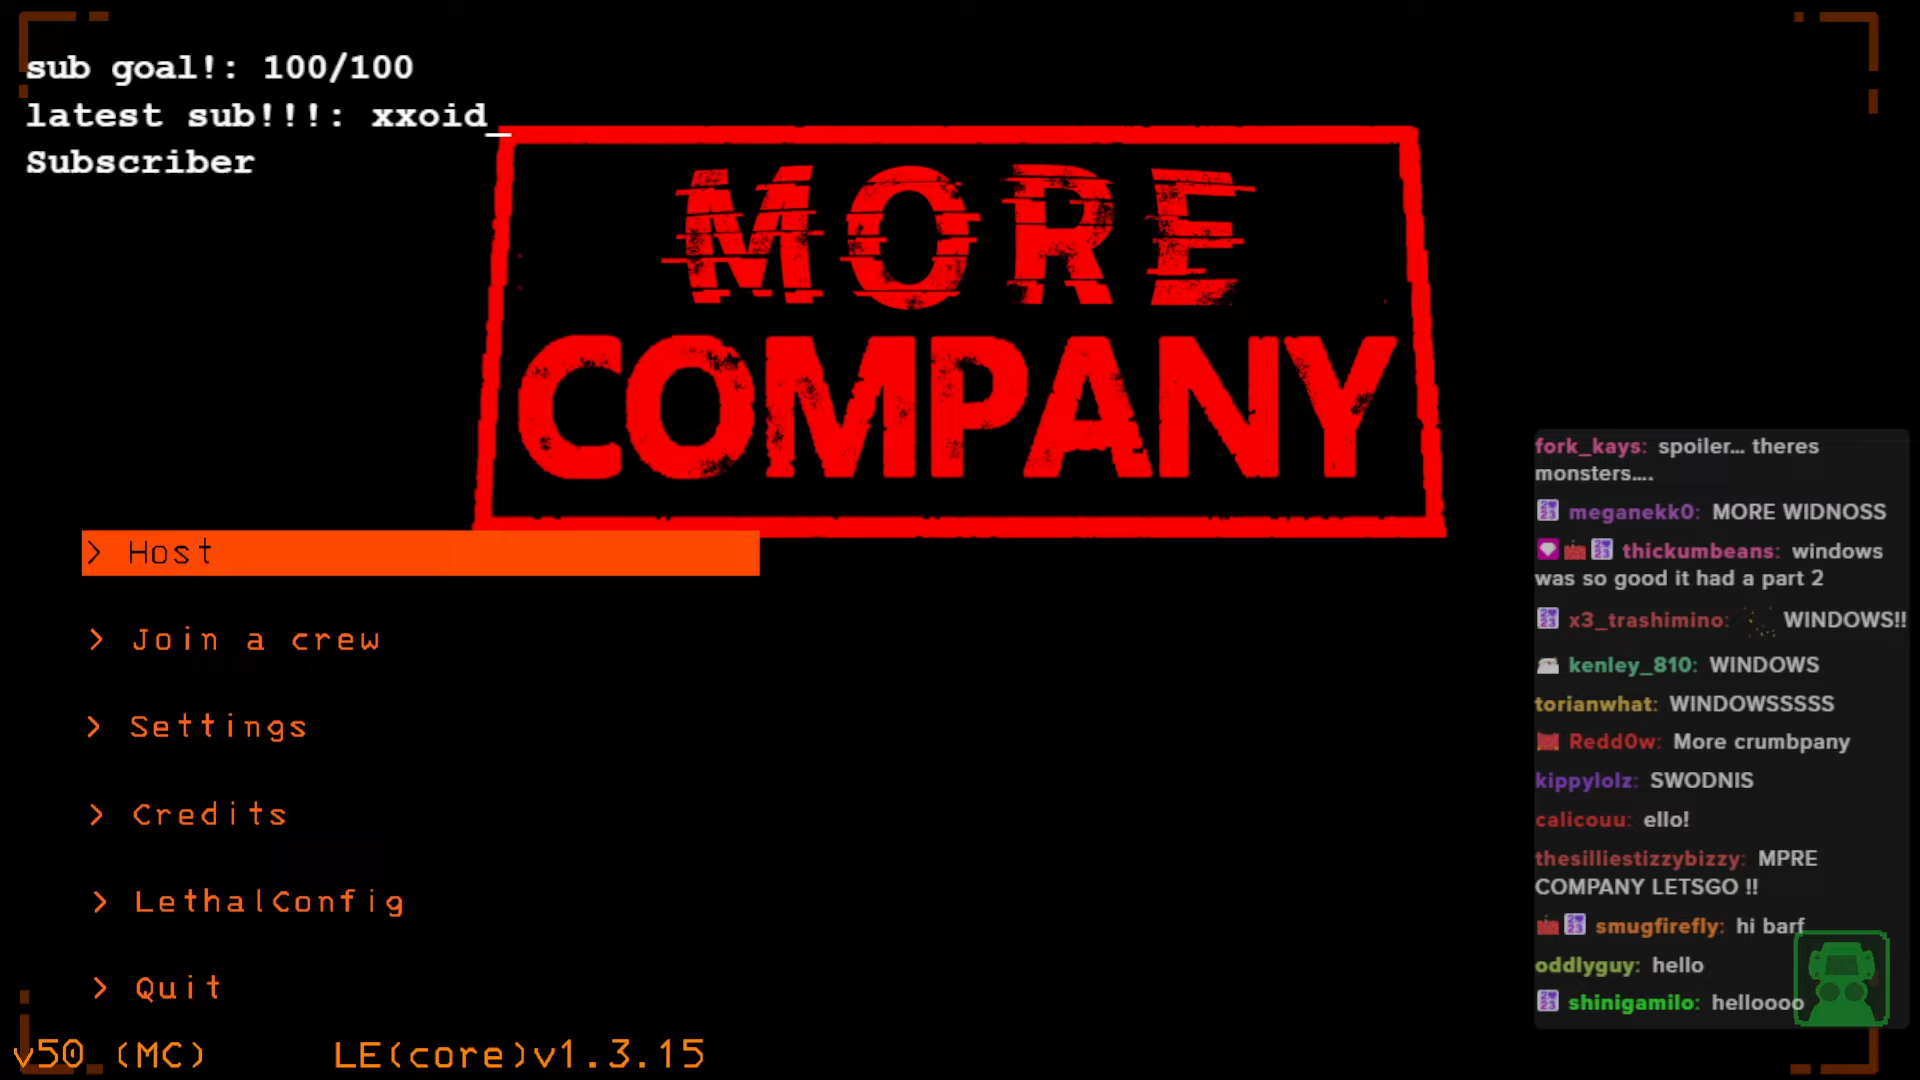 sub goal!: 100/100
latest sub!!!: xxoid_
Subscriber
MORE
COMPANY
> Host
> Join a crew
> Settings
> Credits
> LethalConfig
> Quit
v50 (MC)
LE(core)v1.3.15
fork_kays: spoiler... theres
monsters....
meganekk0: MORE WIDNOSS
thickumbeans: windows
was so good it had a part 2
x3_trashimino: WINDOWS!!
kenley_810: WINDOWS
torianwhat: WINDOWSSSSS
Redd0w: More crumbpany
kippylolz: SWODNIS
calicouu: ello!
thesilliestizzybizzy: MPRE
COMPANY LETSGO !!
smugfirefly: hi barf
oddlyguy: hello
shinigamilo: helloooo